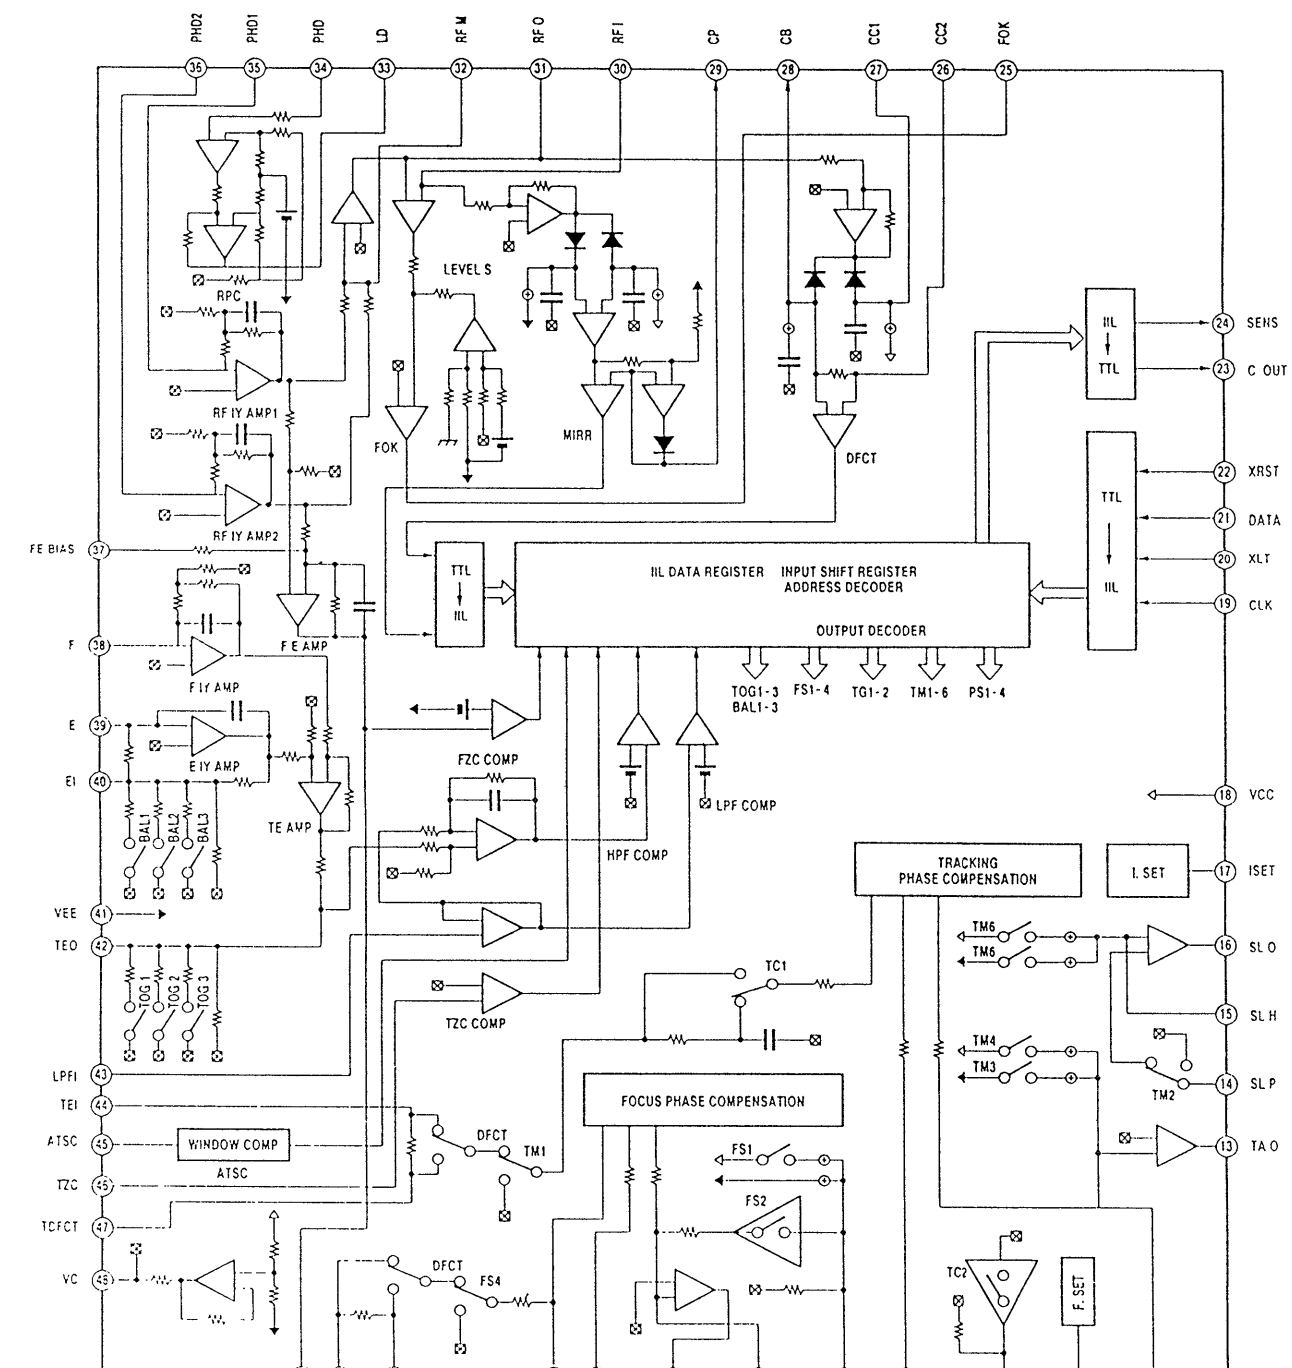 PHD2 PHD1 PHD LD RF M RF O RF I CP CB CC1 CC2 FOK
36 35 34 33 32 31 30 29 28 27 26 25
RPC
LEVEL S
RF IY AMP1
FOK
MIRR
DFCT
RF IY AMP2
IIL
TTL
24 SENS
23 C OUT
TTL
IIL
22 XRST
21 DATA
20 XLT
19 CLK
FE BIAS 37
TTL
IIL
IIL DATA REGISTER INPUT SHIFT REGISTER
ADDRESS DECODER
OUTPUT DECODER
F 38
F E AMP
F IY AMP
TOG1-3
BAL1-3
FS1-4
TG1-2
TM1-6
PS1-4
E 39
E IY AMP
FZC COMP
EI 40
TE AMP
BAL1
BAL2
BAL3
HPF COMP
LPF COMP
18 VCC
TRACKING
PHASE COMPENSATION
I. SET
17 ISET
VEE 41
TEO 42
TOG 1
TOG 2
TOG 3
TZC COMP
TC1
TM6
TM5
16 SL O
15 SL H
TM4
TM3
TM2
14 SL P
LPFI 43
TEI 44
ATSC 45
WINDOW COMP
ATSC
TZC 46
TDFCT 47
VC 48
DFCT
TM1
FOCUS PHASE COMPENSATION
FS1
FS2
13 TA O
DFCT
FS4
TC2
F. SET